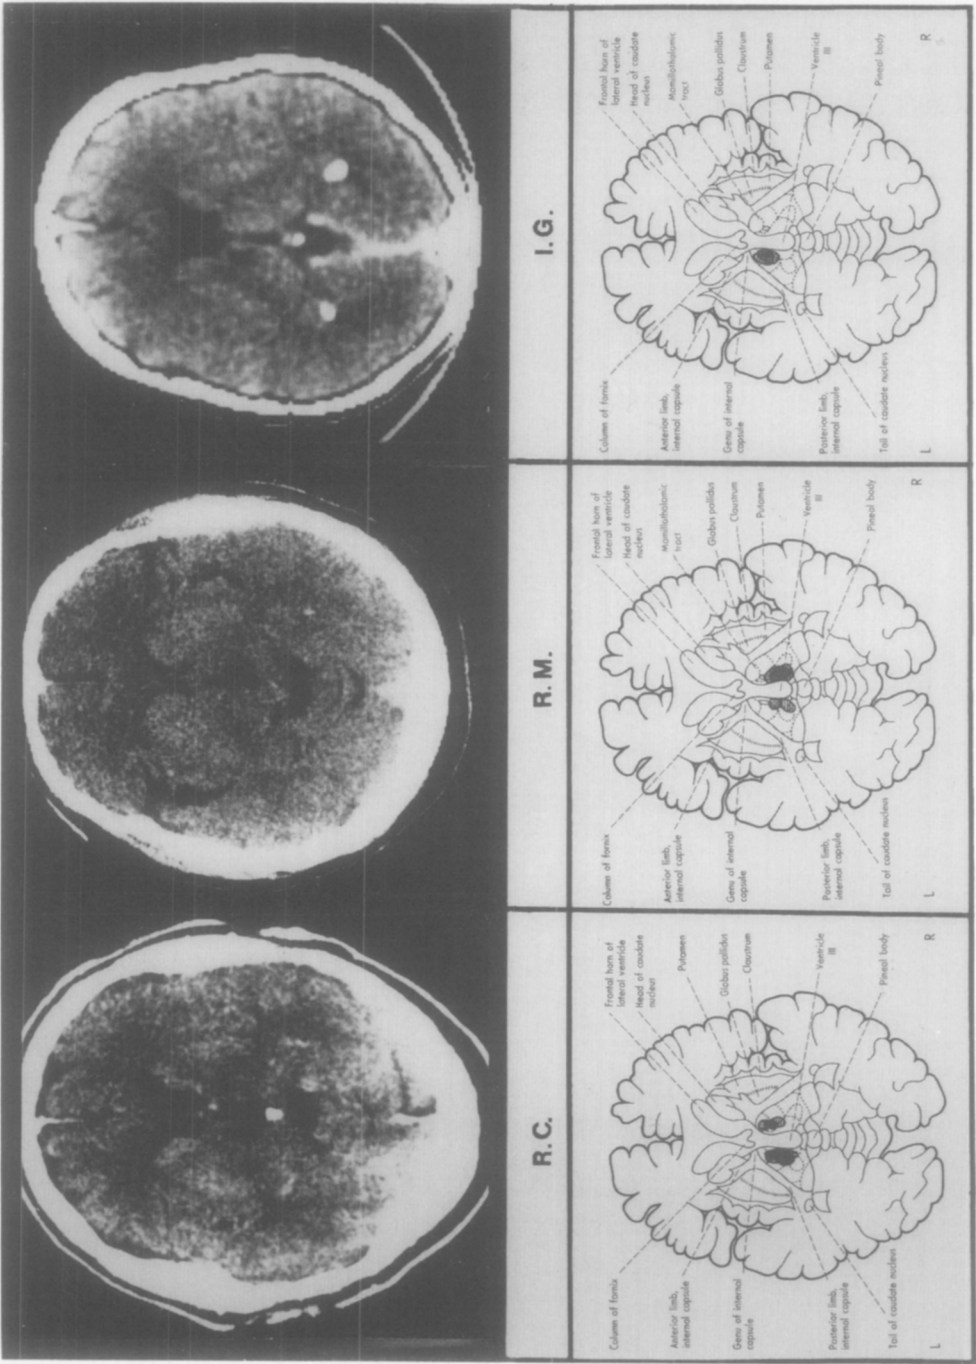 I.G.
Frontal horn of
lateral ventricle
Head of caudate
nucleus
Mamillothalamic
tract
Globus pallidus
Claustrum
Putamen
Ventricle
III
Pineal body
R
Column of fornix
Anterior limb,
internal capsule
Genu of internal
capsule
Posterior limb,
internal capsule
Tail of caudate nucleus
L
R.M.
Frontal horn of
lateral ventricle
Head of caudate
nucleus
Mamillothalamic
tract
Globus pallidus
Claustrum
Putamen
Ventricle
III
Pineal body
R
Column of fornix
Anterior limb,
internal capsule
Genu of internal
capsule
Posterior limb,
internal capsule
Tail of caudate nucleus
L
R.C.
Frontal horn of
lateral ventricle
Head of caudate
nucleus
Putamen
Globus pallidus
Claustrum
Ventricle
III
Pineal body
R
Column of fornix
Anterior limb,
internal capsule
Genu of internal
capsule
Posterior limb,
internal capsule
Tail of caudate nucleus
L